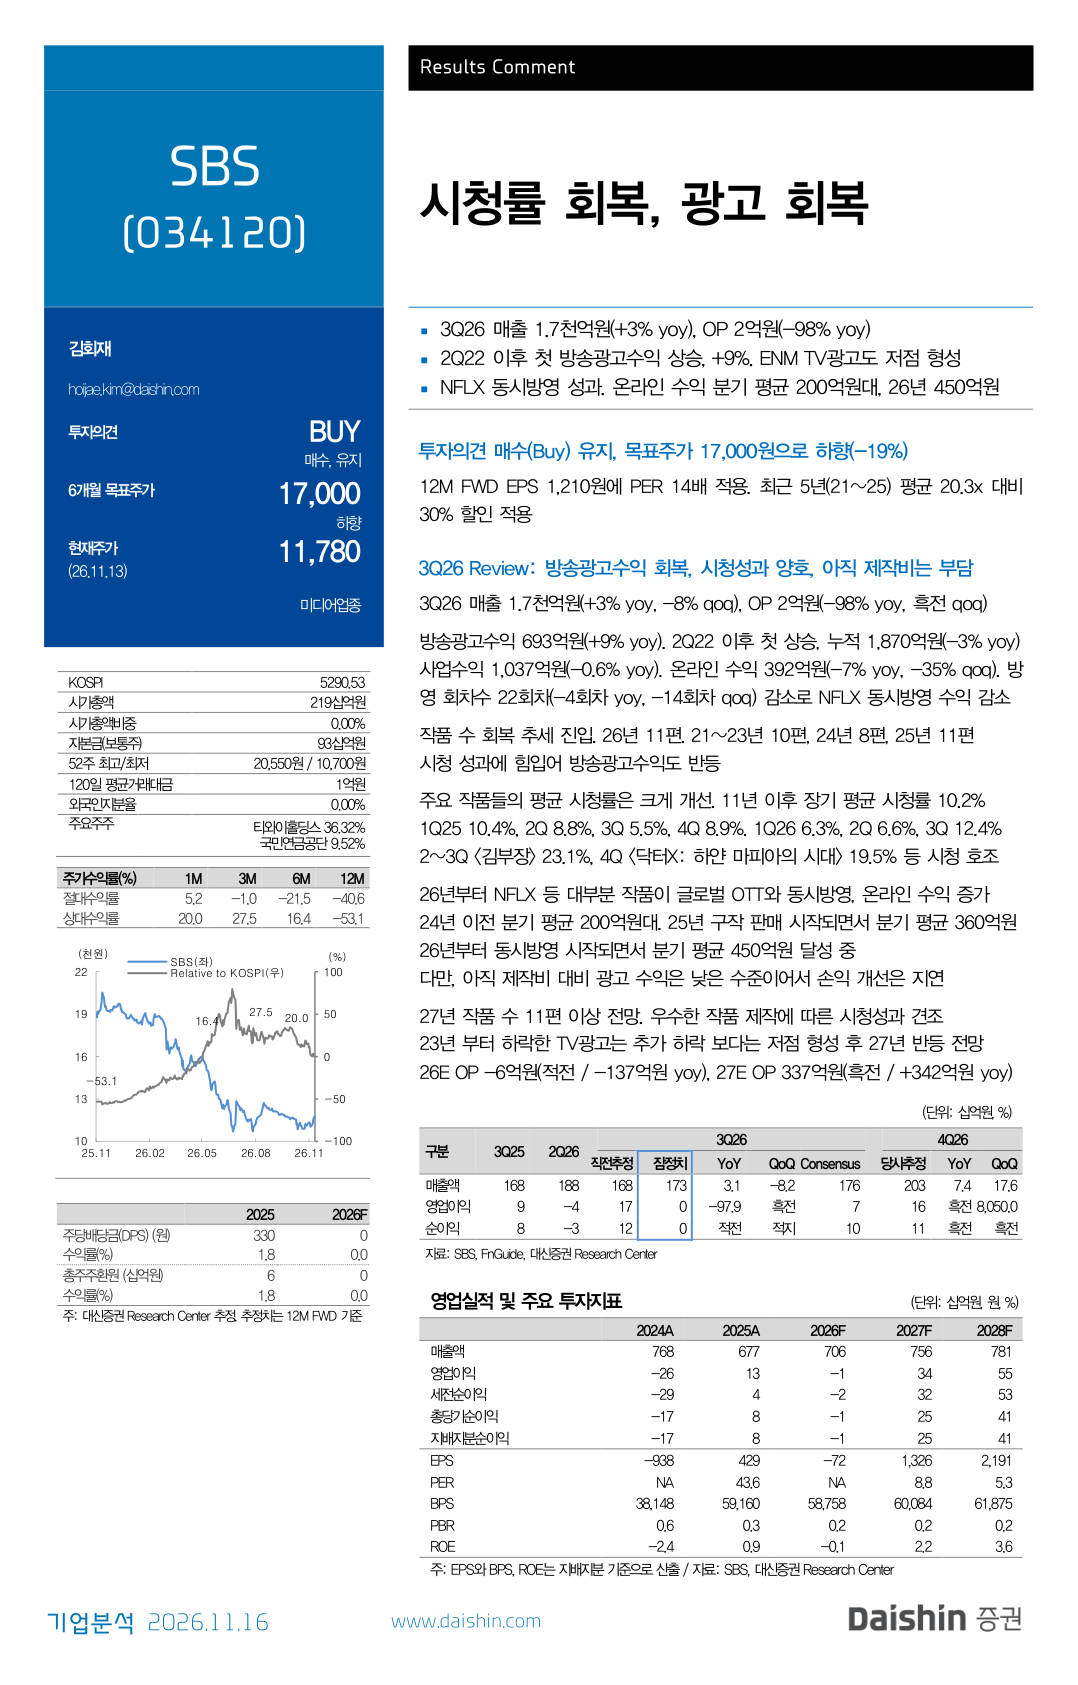 Results Comment
SBS
(034120)
시청률 회복, 광고 회복
김회재
hoijae.kim@daishin.com
투자의견
BUY
매수, 유지
6개월 목표주가
17,000
하향
현재주가
11,780
(26.11.13)
미디어업종
3Q26 매출 1.7천억원(+3% yoy), OP 2억원(-98% yoy)
2Q22 이후 첫 방송광고수익 상승, +9%. ENM TV광고도 저점 형성
NFLX 동시방영 성과. 온라인 수익 분기 평균 200억원대, 26년 450억원
투자의견 매수(Buy) 유지, 목표주가 17,000원으로 하향(-19%)
12M FWD EPS 1,210원에 PER 14배 적용. 최근 5년(21~25) 평균 20.3x 대비
30% 할인 적용
3Q26 Review: 방송광고수익 회복, 시청성과 양호, 아직 제작비는 부담
3Q26 매출 1.7천억원(+3% yoy, -8% qoq), OP 2억원(-98% yoy, 흑전 qoq)
방송광고수익 693억원(+9% yoy). 2Q22 이후 첫 상승, 누적 1,870억원(-3% yoy)
사업수익 1,037억원(-0.6% yoy). 온라인 수익 392억원(-7% yoy, -35% qoq). 방
영 회차수 22회차(-4회차 yoy, -14회차 qoq) 감소로 NFLX 동시방영 수익 감소
작품 수 회복 추세 진입. 26년 11편. 21~23년 10편, 24년 8편, 25년 11편
시청 성과에 힘입어 방송광고수익도 반등
주요 작품들의 평균 시청률은 크게 개선. 11년 이후 장기 평균 시청률 10.2%
1Q25 10.4%, 2Q 8.8%, 3Q 5.5%, 4Q 8.9%. 1Q26 6.3%, 2Q 6.6%, 3Q 12.4%
2~3Q <김부장> 23.1%, 4Q <닥터X: 하얀 마피아의 시대> 19.5% 등 시청 호조
26년부터 NFLX 등 대부분 작품이 글로벌 OTT와 동시방영, 온라인 수익 증가
24년 이전 분기 평균 200억원대. 25년 구작 판매 시작되면서 분기 평균 360억원
26년부터 동시방영 시작되면서 분기 평균 450억원 달성 중
다만, 아직 제작비 대비 광고 수익은 낮은 수준이어서 손익 개선은 지연
27년 작품 수 11편 이상 전망. 우수한 작품 제작에 따른 시청성과 견조
23년 부터 하락한 TV광고는 추가 하락 보다는 저점 형성 후 27년 반등 전망
26E OP -6억원(적전 / -137억원 yoy), 27E OP 337억원(흑전 / +342억원 yoy)
KOSPI 5290.53
시가총액 219십억원
시가총액비중 0.00%
자본금(보통주) 93십억원
52주 최고/최저 20,550원 / 10,700원
120일 평균거래대금 1억원
외국인지분율 0.00%
주요주주 티와이홀딩스 36.32%
국민연금공단 9.52%
주가수익률(%) 1M 3M 6M 12M
절대수익률 5.2 -1.0 -21.5 -40.6
상대수익률 20.0 27.5 16.4 -53.1
(천원) SBS(좌) (%)
Relative to KOSPI(우)
22 100
19 50
16.4 27.5 20.0
16 0
-53.1
13 -50
10 -100
25.11 26.02 26.05 26.08 26.11
2025 2026F
주당배당금(DPS) (원) 330 0
수익률(%) 1.8 0.0
총주주환원 (십억원) 6 0
수익률(%) 1.8 0.0
주: 대신증권 Research Center 추정. 추정치는 12M FWD 기준
(단위: 십억원, %)
구분 3Q25 2Q26 3Q26 4Q26
직전추정 잠정치 YoY QoQ Consensus 당사추정 YoY QoQ
매출액 168 188 168 173 3.1 -8.2 176 203 7.4 17.6
영업이익 9 -4 17 0 -97.9 흑전 7 16 흑전 8,050.0
순이익 8 -3 12 0 적전 적지 10 11 흑전 흑전
자료: SBS, FnGuide, 대신증권 Research Center
영업실적 및 주요 투자지표
(단위: 십억원, 원, %)
2024A 2025A 2026F 2027F 2028F
매출액 768 677 706 756 781
영업이익 -26 13 -1 34 55
세전순이익 -29 4 -2 32 53
총당기순이익 -17 8 -1 25 41
지배지분순이익 -17 8 -1 25 41
EPS -938 429 -72 1,326 2,191
PER NA 43.6 NA 8.8 5.3
BPS 38,148 59,160 58,758 60,084 61,875
PBR 0.6 0.3 0.2 0.2 0.2
ROE -2.4 0.9 -0.1 2.2 3.6
주: EPS와 BPS, ROE는 지배지분 기준으로 산출 / 자료: SBS, 대신증권 Research Center
기업분석 2026.11.16
www.daishin.com
Daishin 증권